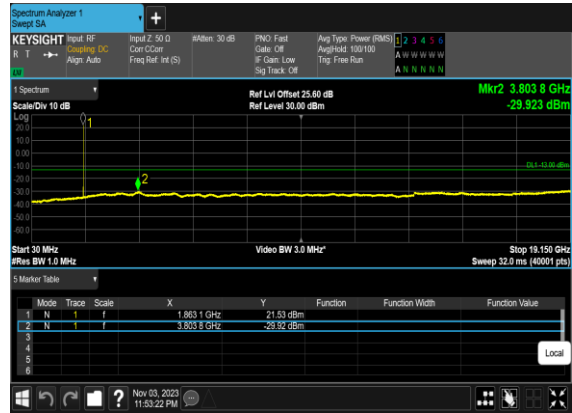 Spectrum Analyzer 1
Swept SA
+
KEYSIGHT Input: RF Input Z: 50 Ω #Atten: 30 dB PNO: Fast Avg Type: Power (RMS) 1 2 3 4 5 6
R T Coupling: DC Corr CCorr Gate: Off Avg|Hold: 100/100 A W W W W W
Align: Auto Freq Ref: Int (S) IF Gain: Low Trig: Free Run
Sig Track: Off A N N N N N
1 Spectrum Ref Lvl Offset 25.60 dB Mkr2 3.803 8 GHz
Scale/Div 10 dB Ref Level 30.00 dBm -29.923 dBm
Log
20.0
10.0
0.00
-10.0
-20.0
-30.0
-40.0
-50.0
-60.0
1
2
DL1 -13.00 dBm
Start 30 MHz Video BW 3.0 MHz* Stop 19.150 GHz
#Res BW 1.0 MHz Sweep 32.0 ms (40001 pts)
5 Marker Table
Mode Trace Scale X Y Function Function Width Function Value
1 N 1 f 1.863 1 GHz 21.53 dBm
2 N 1 f 3.803 8 GHz -29.92 dBm
3
4
5
6
Local
? Nov 03, 2023
11:53:22 PM